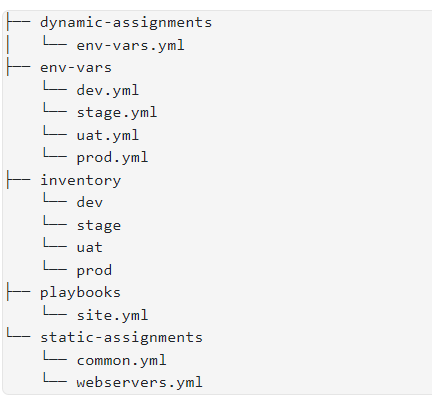 ├── dynamic-assignments
│   └── env-vars.yml
├── env-vars
    └── dev.yml
    └── stage.yml
    └── uat.yml
    └── prod.yml
├── inventory
    └── dev
    └── stage
    └── uat
    └── prod
├── playbooks
    └── site.yml
└── static-assignments
    └── common.yml
    └── webservers.yml